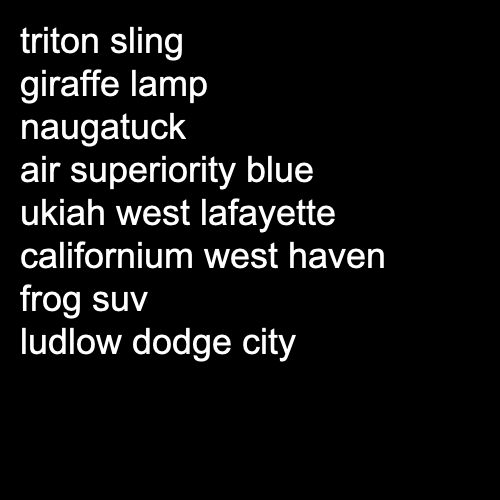 triton sling
giraffe lamp
naugatuck
air superiority blue
ukiah west lafayette
californium west haven
frog suv
ludlow dodge city